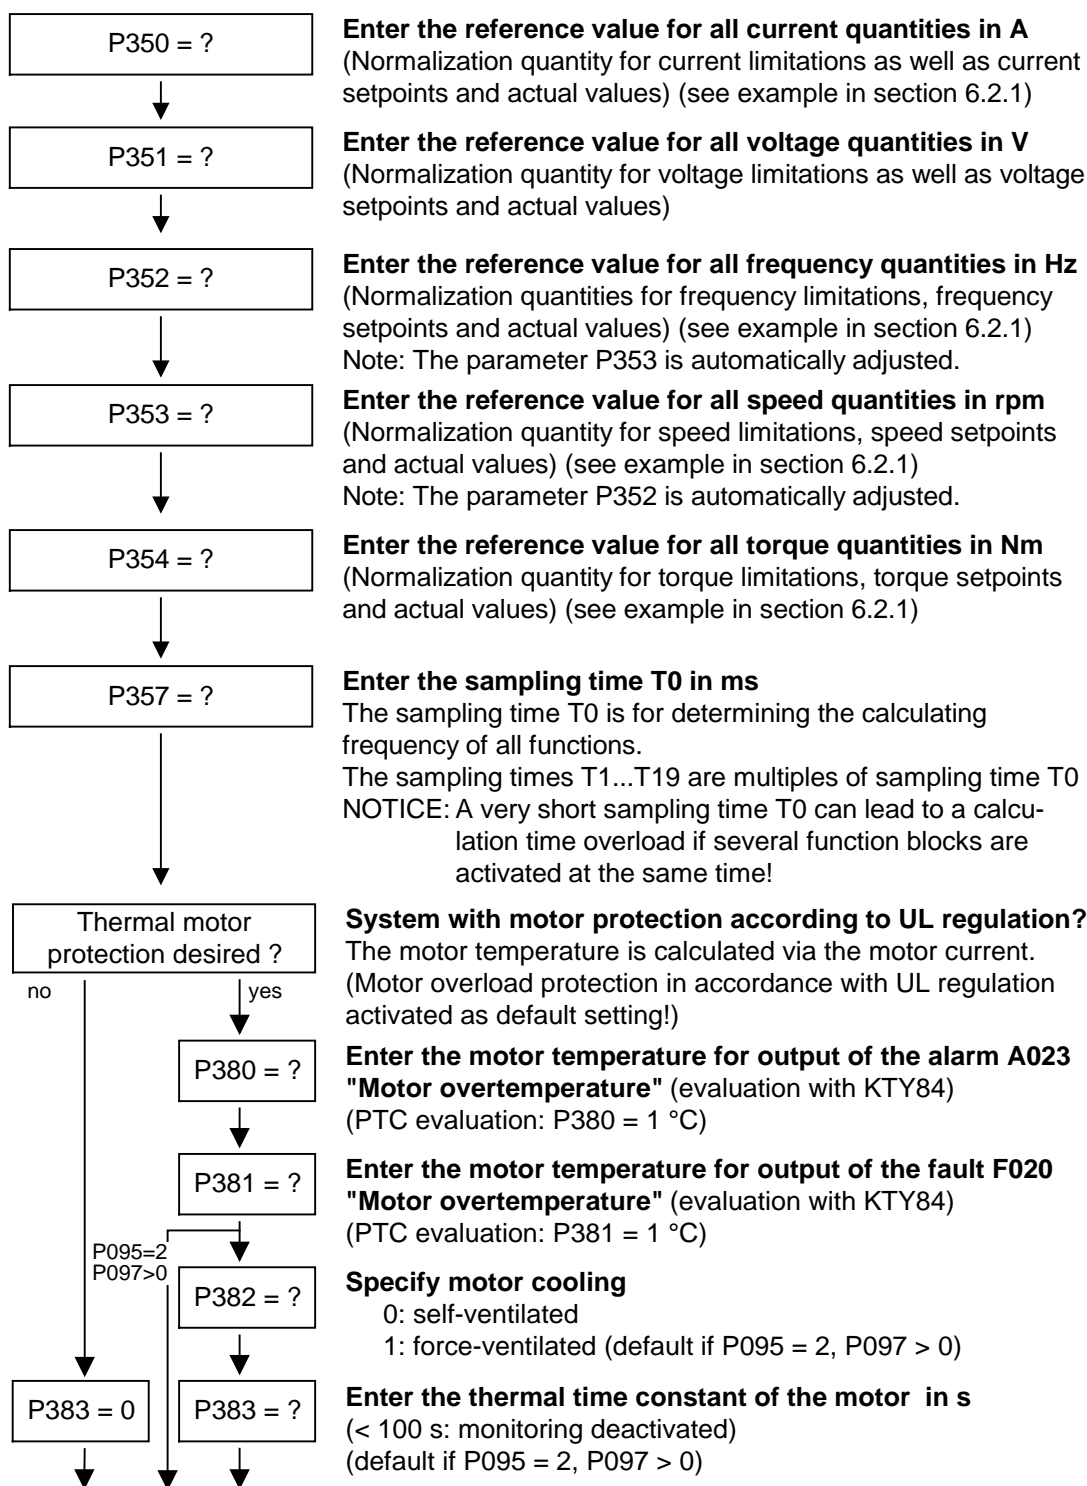 P350 = ?
Enter the reference value for all current quantities in A
(Normalization quantity for current limitations as well as current
setpoints and actual values) (see example in section 6.2.1)
P351 = ?
Enter the reference value for all voltage quantities in V
(Normalization quantity for voltage limitations as well as voltage
setpoints and actual values)
P352 = ?
Enter the reference value for all frequency quantities in Hz
(Normalization quantities for frequency limitations, frequency
setpoints and actual values) (see example in section 6.2.1)
Note: The parameter P353 is automatically adjusted.
P353 = ?
Enter the reference value for all speed quantities in rpm
(Normalization quantity for speed limitations, speed setpoints
and actual values) (see example in section 6.2.1)
Note: The parameter P352 is automatically adjusted.
P354 = ?
Enter the reference value for all torque quantities in Nm
(Normalization quantity for torque limitations, torque setpoints
and actual values) (see example in section 6.2.1)
P357 = ?
Enter the sampling time T0 in ms
The sampling time T0 is for determining the calculating
frequency of all functions.
The sampling times T1...T19 are multiples of sampling time T0
NOTICE: A very short sampling time T0 can lead to a calcu-
lation time overload if several function blocks are
activated at the same time!
Thermal motor
protection desired ?
no
yes
System with motor protection according to UL regulation?
The motor temperature is calculated via the motor current.
(Motor overload protection in accordance with UL regulation
activated as default setting!)
P380 = ?
Enter the motor temperature for output of the alarm A023
"Motor overtemperature" (evaluation with KTY84)
(PTC evaluation: P380 = 1 °C)
P381 = ?
Enter the motor temperature for output of the fault F020
"Motor overtemperature" (evaluation with KTY84)
(PTC evaluation: P381 = 1 °C)
P095=2
P097>0
P382 = ?
Specify motor cooling
0: self-ventilated
1: force-ventilated (default if P095 = 2, P097 > 0)
P383 = 0
P383 = ?
Enter the thermal time constant of the motor in s
(< 100 s: monitoring deactivated)
(default if P095 = 2, P097 > 0)